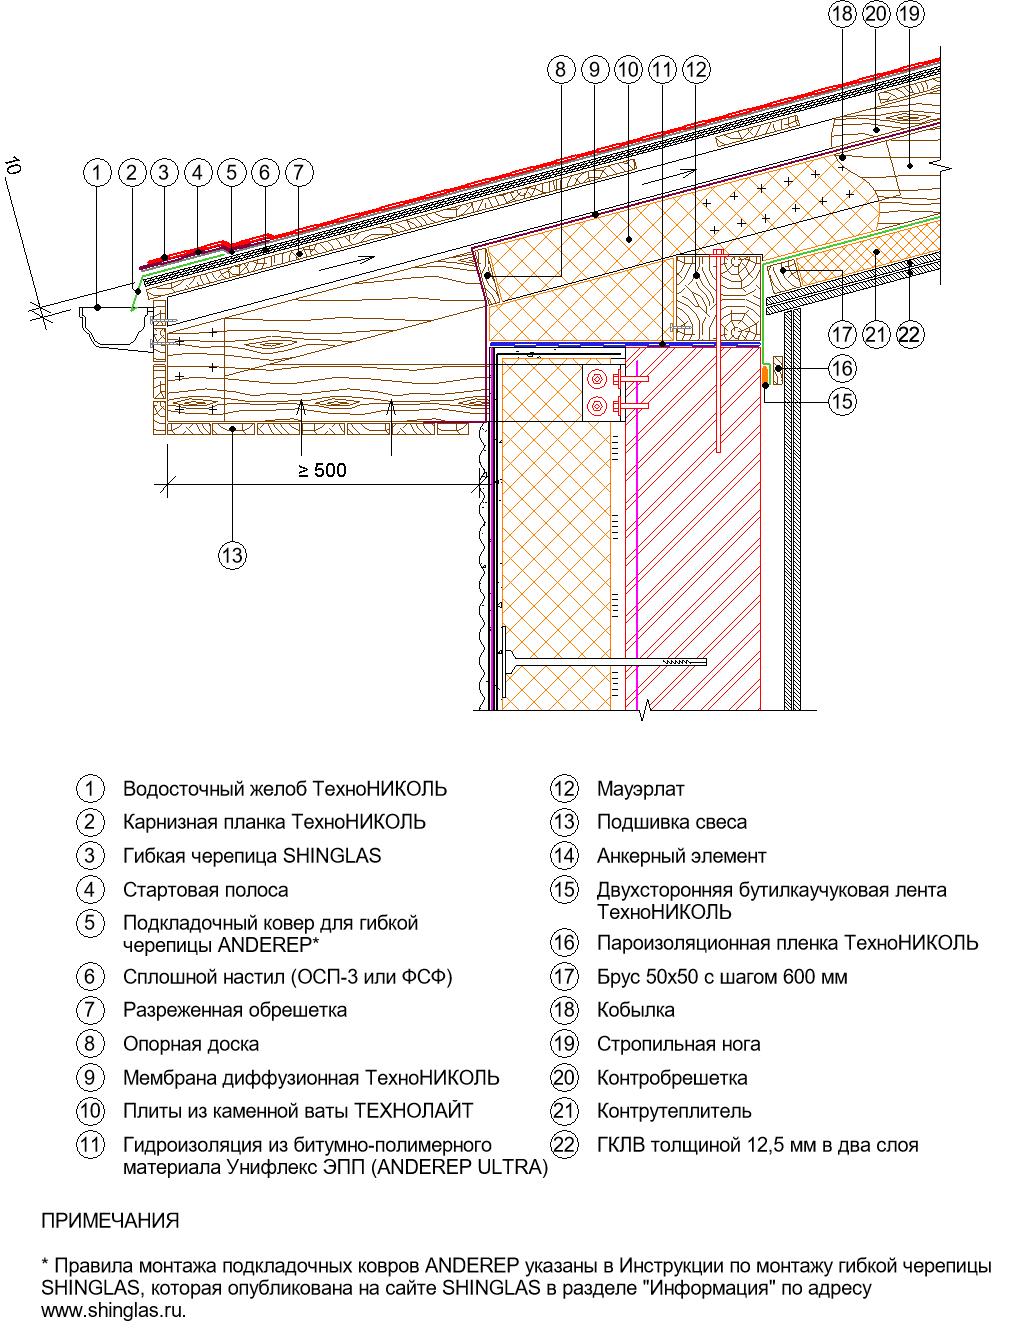 18 20 19
8 9 10 11 12
10
1 2 3 4 5 6 7
17 21 22
16
15
≥ 500
13
1 Водосточный желоб ТехноНИКОЛЬ
2 Карнизная планка ТехноНИКОЛЬ
3 Гибкая черепица SHINGLAS
4 Стартовая полоса
5 Подкладочный ковер для гибкой
черепицы ANDEREP*
6 Сплошной настил (ОСП-3 или ФСФ)
7 Разреженная обрешетка
8 Опорная доска
9 Мембрана диффузионная ТехноНИКОЛЬ
10 Плиты из каменной ваты ТЕХНОЛАЙТ
11 Гидроизоляция из битумно-полимерного
материала Унифлекс ЭПП (ANDEREP ULTRA)
12 Мауэрлат
13 Подшивка свеса
14 Анкерный элемент
15 Двухсторонняя бутилкаучуковая лента
ТехноНИКОЛЬ
16 Пароизоляционная пленка ТехноНИКОЛЬ
17 Брус 50х50 с шагом 600 мм
18 Кобылка
19 Стропильная нога
20 Контробрешетка
21 Контрутеплитель
22 ГКЛВ толщиной 12,5 мм в два слоя
ПРИМЕЧАНИЯ
* Правила монтажа подкладочных ковров ANDEREP указаны в Инструкции по монтажу гибкой черепицы
SHINGLAS, которая опубликована на сайте SHINGLAS в разделе "Информация" по адресу
www.shinglas.ru.